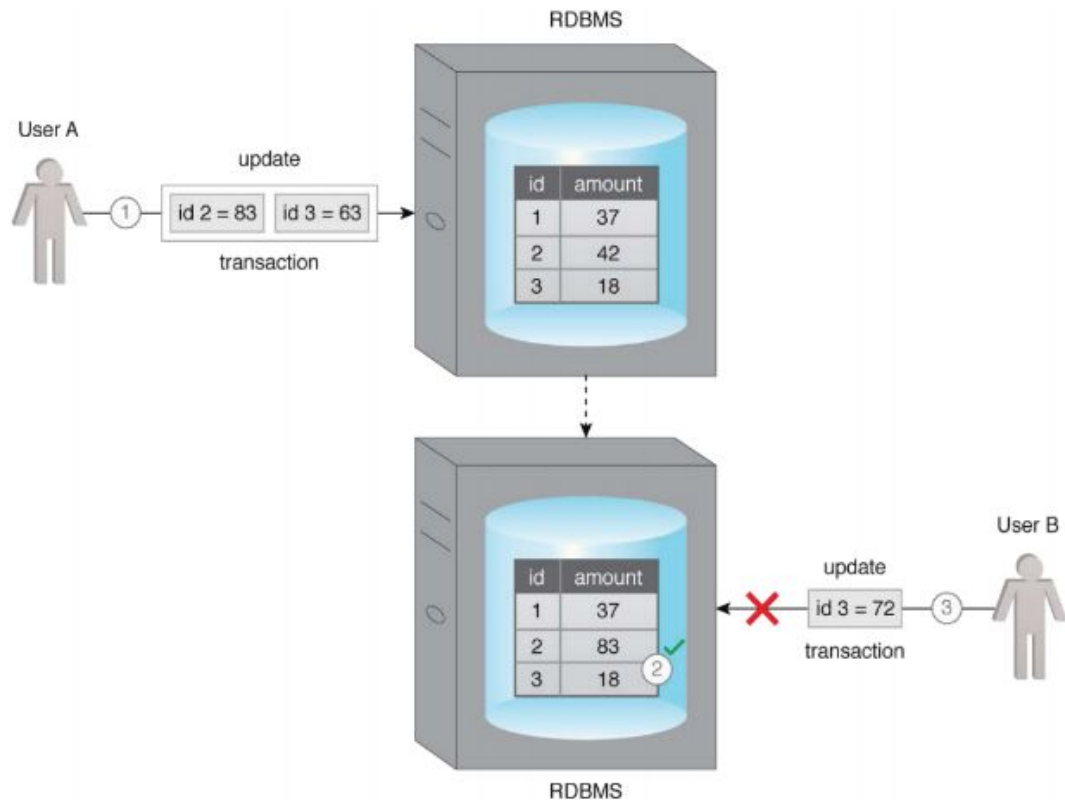 RDBMS
User A
update
1
id 2 = 83 id 3 = 63
transaction
id amount
1 37
2 42
3 18
User B
id amount
1 37
2 83
3 18
2
update
id 3 = 72
3
transaction
RDBMS